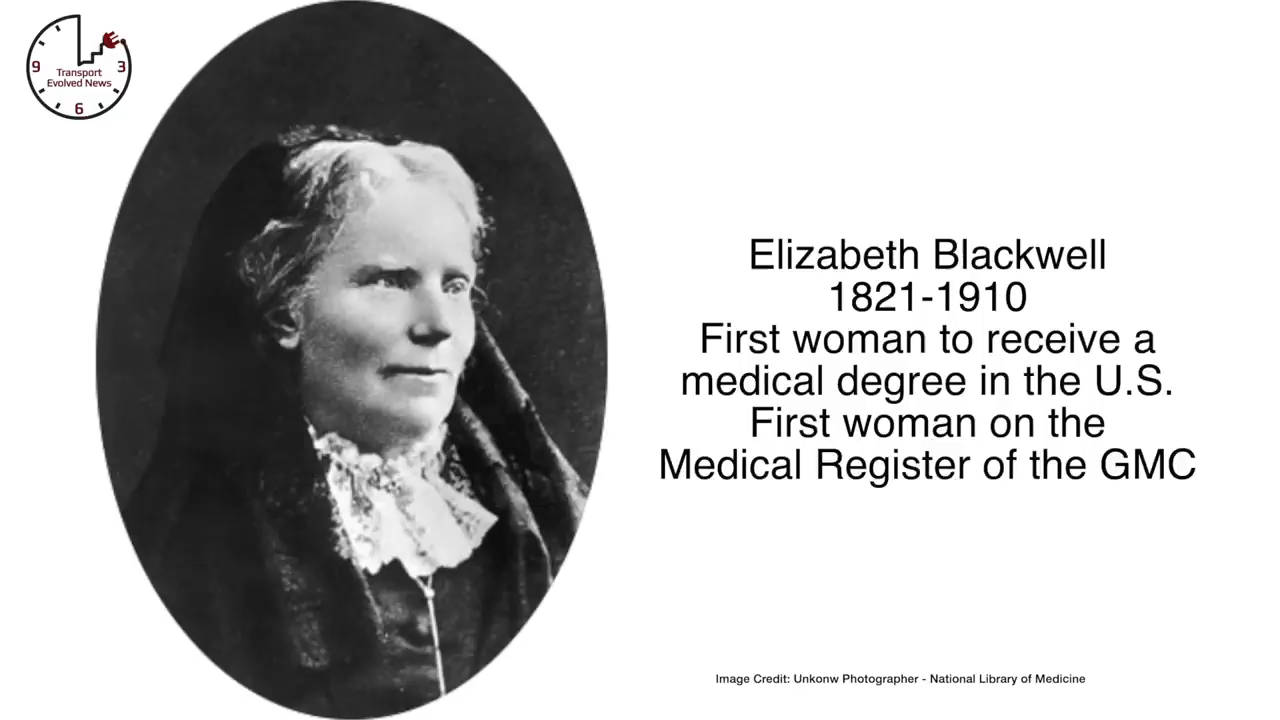 9
3
Transport
Evolved News
6
Elizabeth Blackwell
1821-1910
First woman to receive a
medical degree in the U.S.
First woman on the
Medical Register of the GMC
Image Credit: Unkonw Photographer - National Library of Medicine